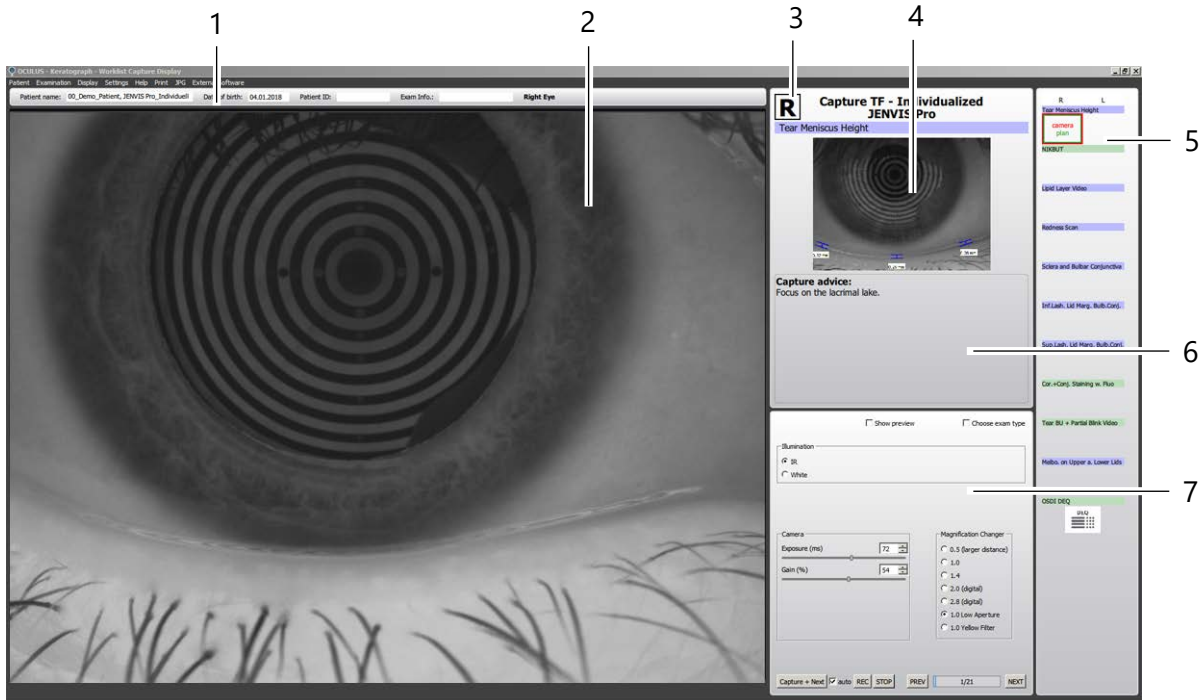 1
2
3
4
OCULUS - Keratograph - Worklist Capture Display
Patient Examination Display Settings Help Print JPG External Software
Patient name: 00_Demo_Patient, JENVIS Pro_Individuell Date of birth: 04.01.2018 Patient ID: Exam Info.: Right Eye
R
Capture TF - Individualized
JENVIS Pro
Tear Meniscus Height
Capture advice:
Focus on the lacrimal lake.
Show preview Choose exam type
Illumination
IR
White
Camera
Exposure (ms) 72
Gain (%) 54
Magnification Changer
0.5 (larger distance)
1.0
1.4
2.0 (digital)
2.8 (digital)
1.0 Low Aperture
1.0 Yellow Filter
Capture + Next auto REC STOP PREV 1/21 NEXT
R L
Tear Meniscus Height
camera
plan
NIKBUT
Lipid Layer Video
Redness Scan
Sclera and Bulbar Conjunctiva
Inf.Lash. Lid Marg. Bulb.Conj.
Sup.Lash. Lid Marg. Bulb.Conj.
Cor.+Conj. Staining w. Fluo
Tear BU + Partial Blink Video
Meibo. on Upper a. Lower Lids
OSDI DEQ
5
6
7